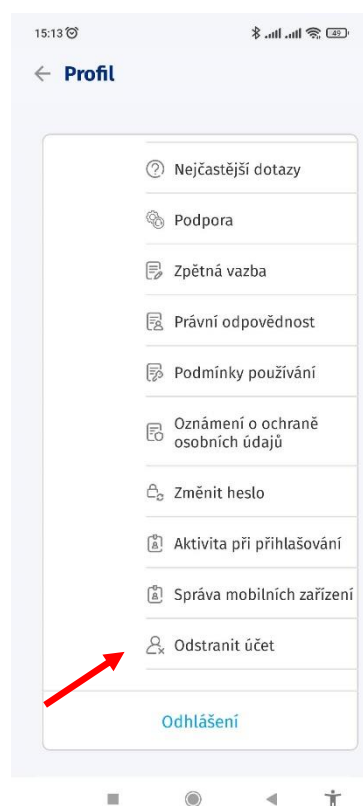 15:13
49
Profil
Nejčastější dotazy
Podpora
Zpětná vazba
Právní odpovědnost
Podmínky používání
Oznámení o ochraně
osobních údajů
Změnit heslo
Aktivita při přihlašování
Správa mobilních zařízení
Odstranit účet
Odhlášení